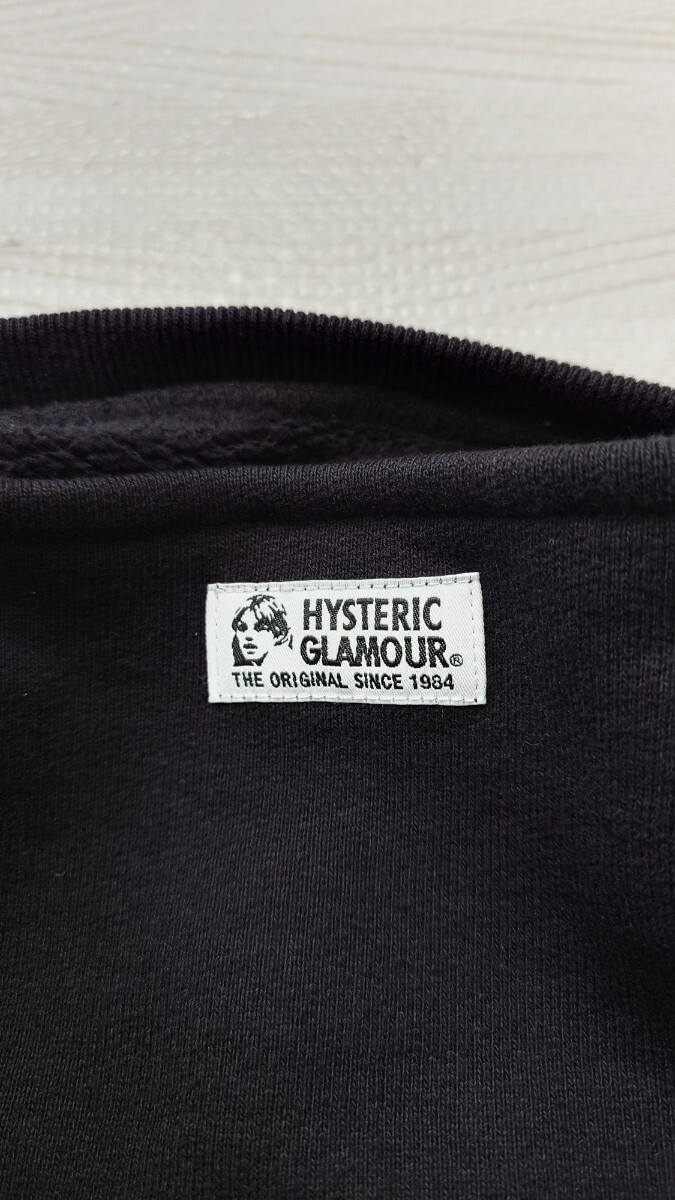 HYSTERIC
GLAMOUR®
THE ORIGINAL SINCE 1984